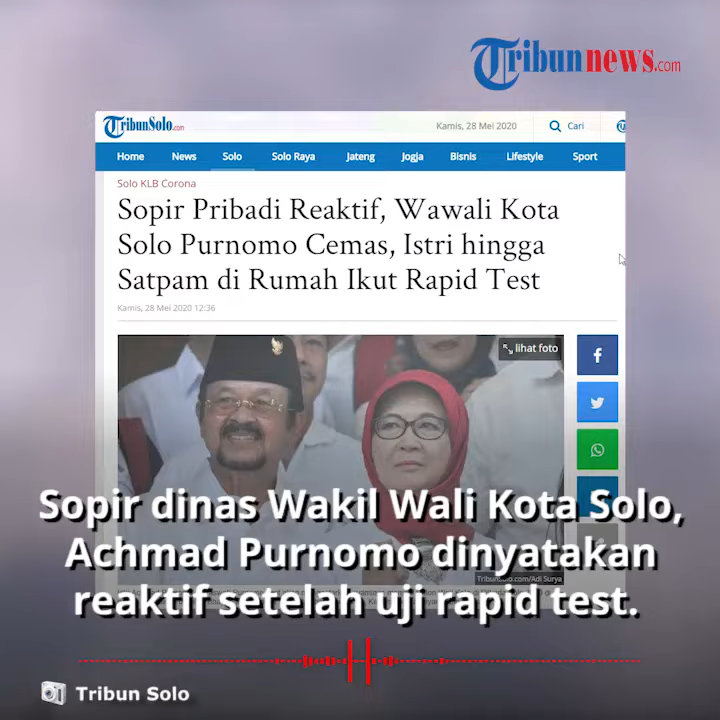 Tribunnews.com
TribunSolo.com
Kamis, 28 Mei 2020
Cari
Home News Solo Solo Raya Jateng Jogja Bisnis Lifestyle Sport
Solo KLB Corona
Sopir Pribadi Reaktif, Wawali Kota
Solo Purnomo Cemas, Istri hingga
Satpam di Rumah Ikut Rapid Test
Kamis, 28 Mei 2020 12:36
lihat foto
TribunSolo.com/Adi Surya
Sopir dinas Wakil Wali Kota Solo,
Achmad Purnomo dinyatakan
reaktif setelah uji rapid test.
Tribun Solo